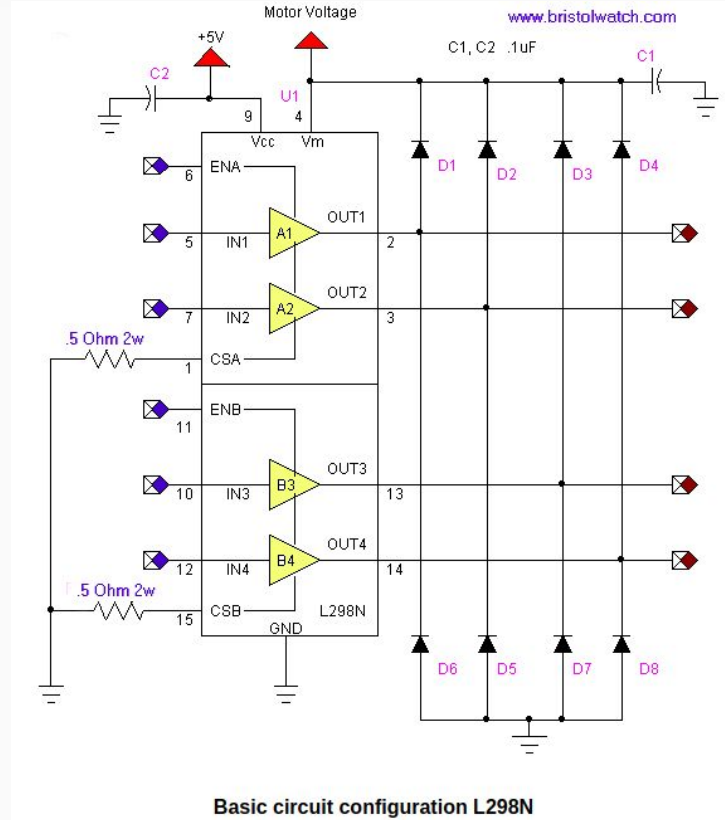 Motor Voltage
www.bristolwatch.com
+5V
C1, C2 .1uF
C1
C2
U1
9
4
Vcc
Vm
6
ENA
D1
D2
D3
D4
OUT1
A1
5
IN1
2
OUT2
A2
7
IN2
3
.5 Ohm 2w
1
CSA
ENB
11
OUT3
B3
10
IN3
13
OUT4
B4
12
IN4
14
.5 Ohm 2w
15
CSB
L298N
GND
D6
D5
D7
D8
Basic circuit configuration L298N